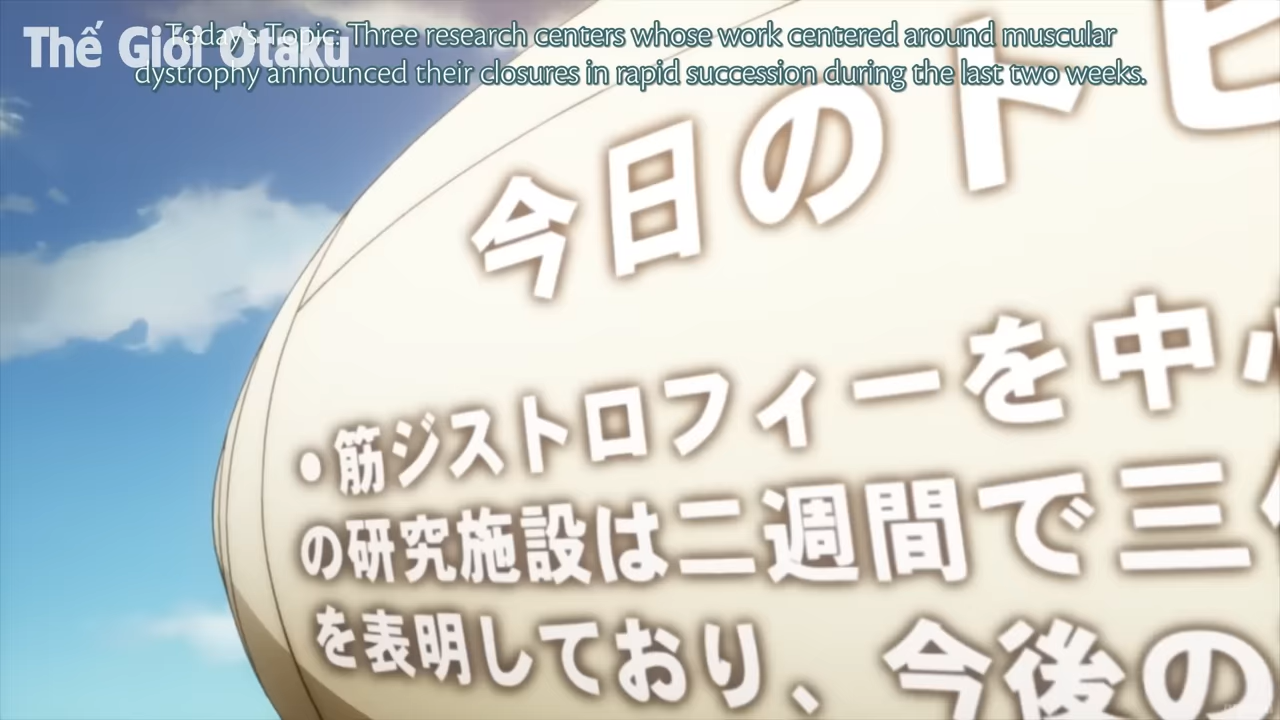 Thế Giới Otaku
Today's Topic: Three research centers whose work centered around muscular
dystrophy announced their closures in rapid succession during the last two weeks.
今日のトピ
・筋ジストロフィーを中心
の研究施設は二週間で三
を表明しており、今後の